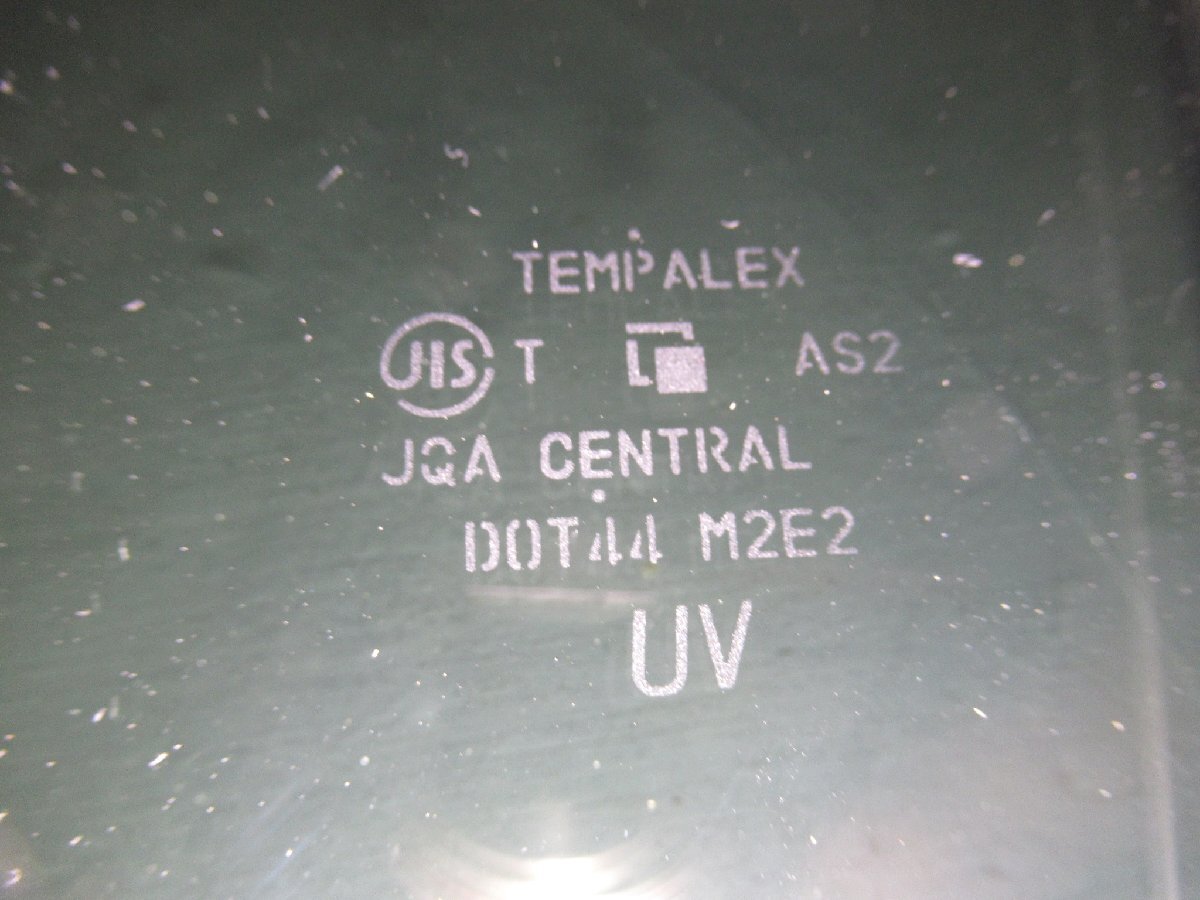 TEMPALEX
JIS T L AS2
JQA CENTRAL
DOT44 M2E2
UV